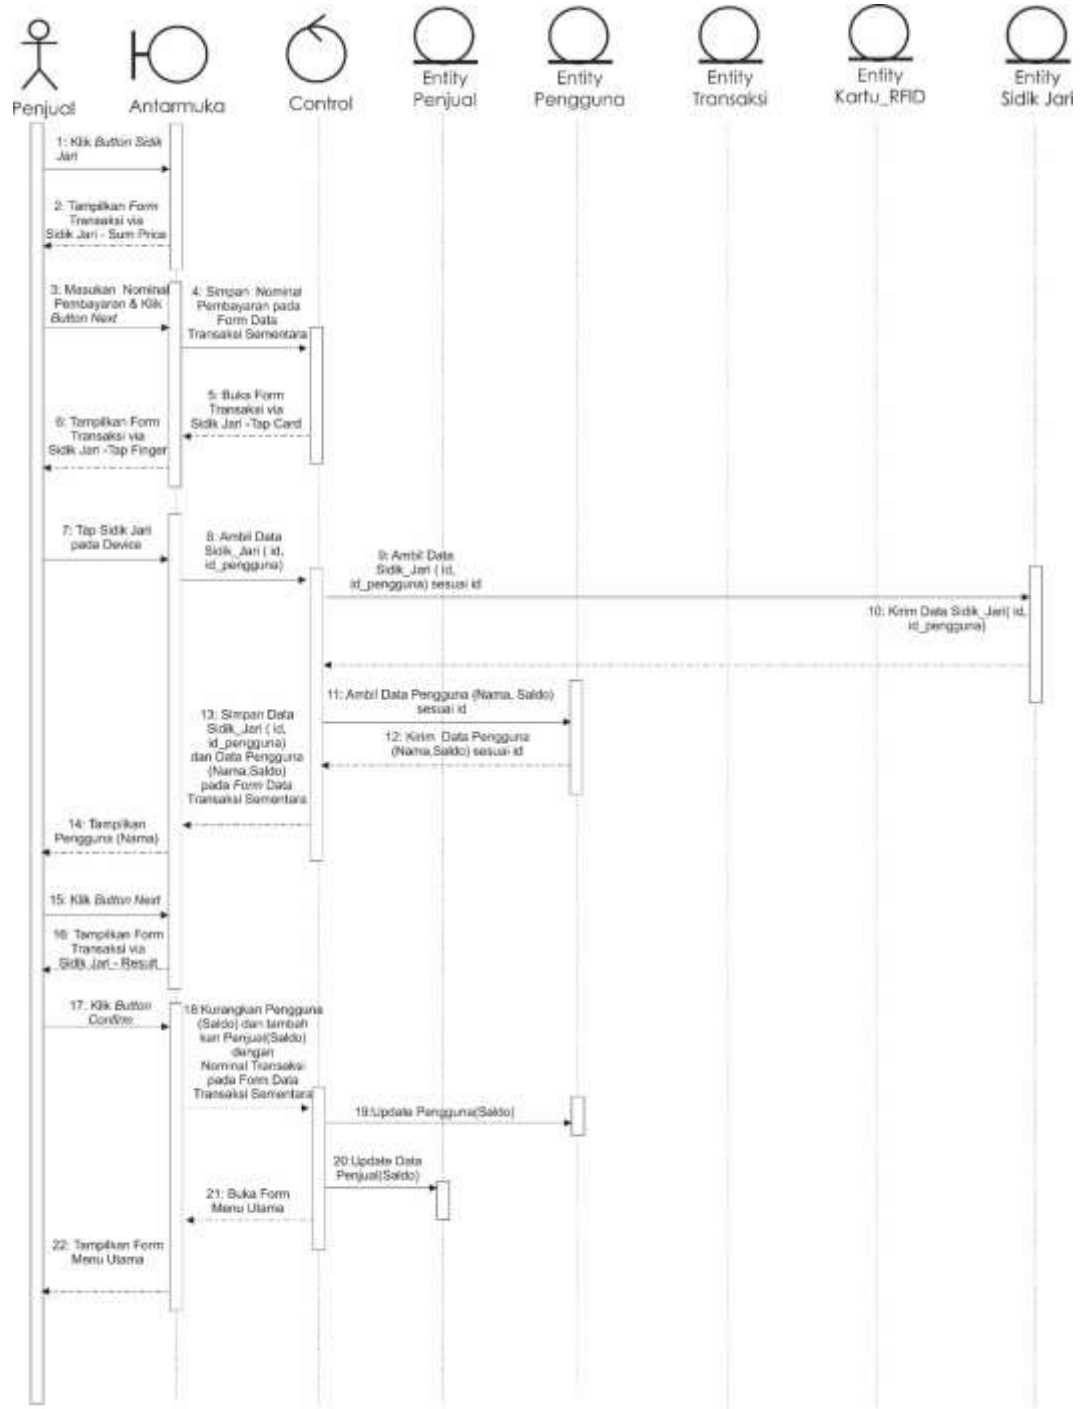 Penjual
Antarmuka
Control
Entity
Penjual
Entity
Pengguna
Entity
Transaksi
Entity
Kartu_RFID
Entity
Sidik Jari
1: Klik Button Sidik
Jari
2: Tampilkan Form
Transaksi via
Sidik Jari - Sum Price
3: Masukan Nominal
Pembayaran & Klik
Button Next
4: Simpan Nominal
Pembayaran pada
Form Data
Transaksi Sementara
5: Buka Form
Transaksi via
Sidik Jari -Tap Card
6: Tampilkan Form
Transaksi via
Sidik Jari -Tap Finger
7: Tap Sidik Jari
pada Device
8: Ambil Data
Sidik_Jari ( id,
id_pengguna)
9: Ambil Data
Sidik_Jari ( id,
id_pengguna) sesuai id
10: Kirim Data Sidik_Jari( id,
id_pengguna)
11: Ambil Data Pengguna (Nama, Saldo)
sesuai id
12: Kirim Data Pengguna
(Nama,Saldo) sesuai id
13: Simpan Data
Sidik_Jari ( id,
id_pengguna)
dan Data Pengguna
(Nama,Saldo)
pada Form Data
Transaksi Sementara
14: Tampilkan
Pengguna (Nama)
15: Klik Button Next
16: Tampilkan Form
Transaksi via
Sidik Jari - Result
17: Klik Button
Confirm
18:Kurangkan Pengguna
(Saldo) dan tambah
kan Penjual(Saldo)
dengan
Nominal Transaksi
pada Form Data
Transaksi Sementara
19:Update Pengguna(Saldo)
20:Update Data
Penjual(Saldo)
21: Buka Form
Menu Utama
22: Tampilkan Form
Menu Utama